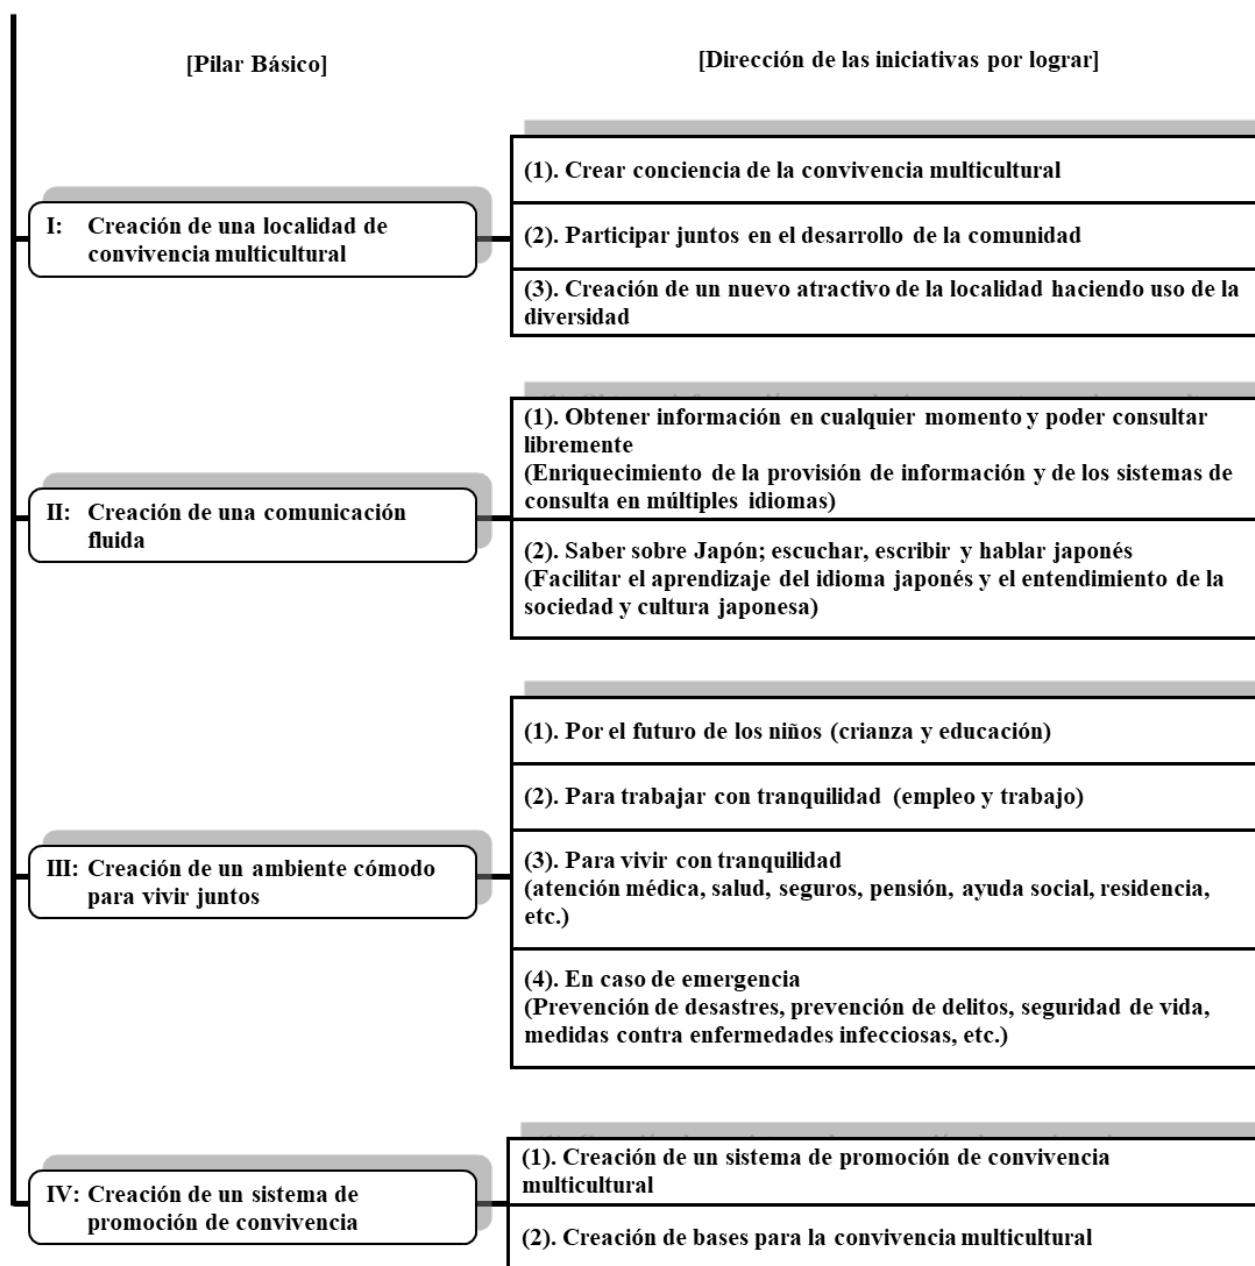 [Pilar Básico]
[Dirección de las iniciativas por lograr]
I: Creación de una localidad de
convivencia multicultural
(1). Crear conciencia de la convivencia multicultural
(2). Participar juntos en el desarrollo de la comunidad
(3). Creación de un nuevo atractivo de la localidad haciendo uso de la
diversidad
II: Creación de una comunicación
fluida
(1). Obtener información en cualquier momento y poder consultar
libremente
(Enriquecimiento de la provisión de información y de los sistemas de
consulta en múltiples idiomas)
(2). Saber sobre Japón; escuchar, escribir y hablar japonés
(Facilitar el aprendizaje del idioma japonés y el entendimiento de la
sociedad y cultura japonesa)
III: Creación de un ambiente cómodo
para vivir juntos
(1). Por el futuro de los niños (crianza y educación)
(2). Para trabajar con tranquilidad (empleo y trabajo)
(3). Para vivir con tranquilidad
(atención médica, salud, seguros, pensión, ayuda social, residencia,
etc.)
(4). En caso de emergencia
(Prevención de desastres, prevención de delitos, seguridad de vida,
medidas contra enfermedades infecciosas, etc.)
IV: Creación de un sistema de
promoción de convivencia
(1). Creación de un sistema de promoción de convivencia
multicultural
(2). Creación de bases para la convivencia multicultural